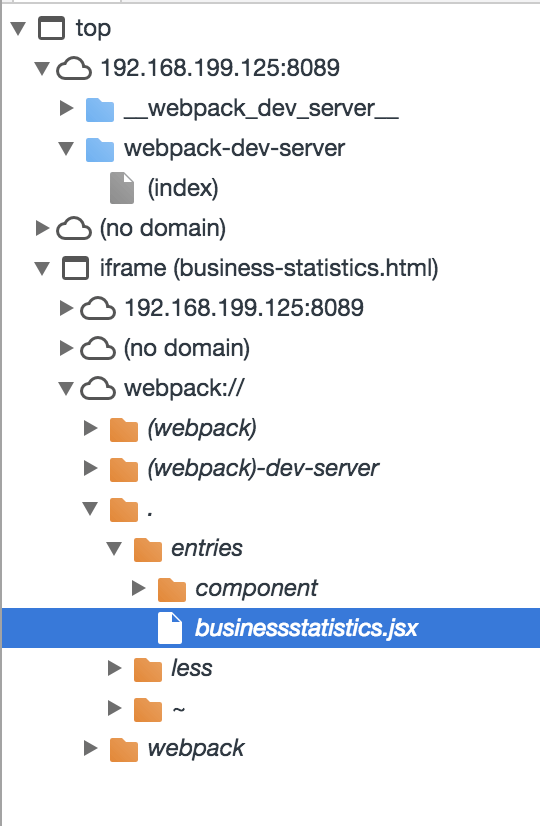 top
192.168.199.125:8089
__webpack_dev_server__
webpack-dev-server
(index)
(no domain)
iframe (business-statistics.html)
192.168.199.125:8089
(no domain)
webpack://
(webpack)
(webpack)-dev-server
.
entries
component
businessstatistics.jsx
less
~
webpack